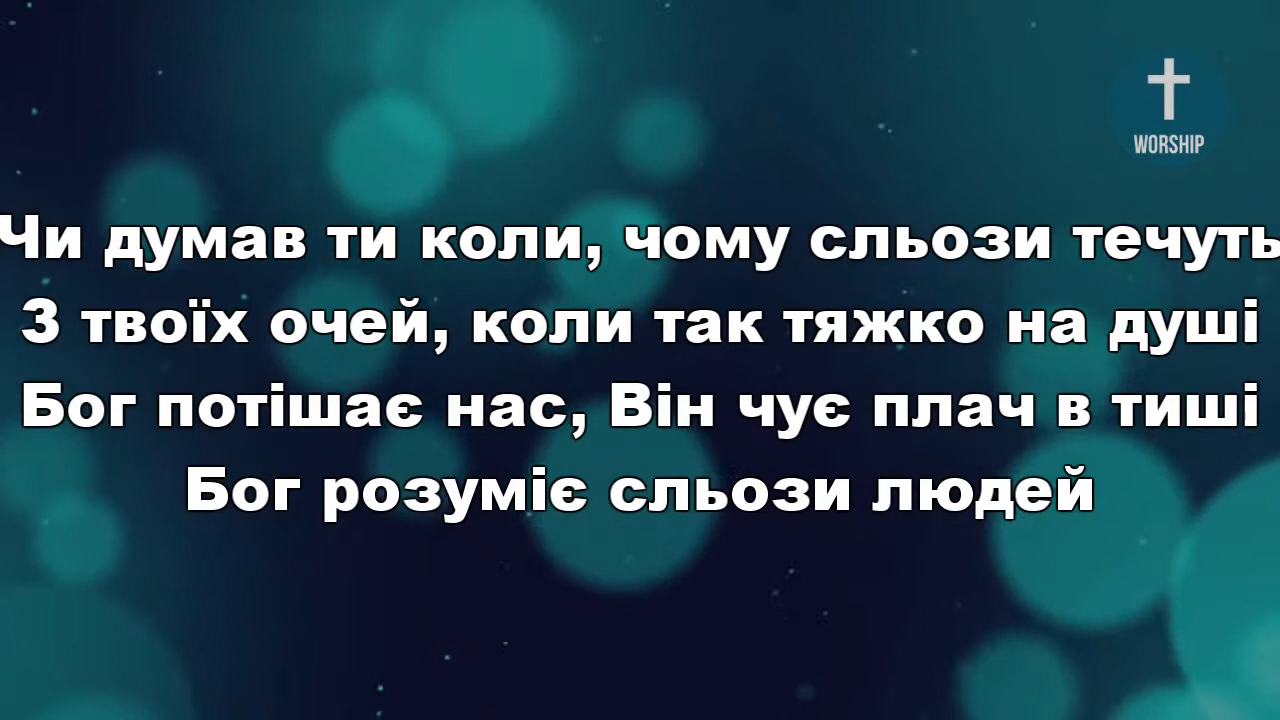 WORSHIP
Чи думав ти коли, чому сльози течуть
З твоїх очей, коли так тяжко на душі
Бог потішає нас, Він чує плач в тиші
Бог розуміє сльози людей